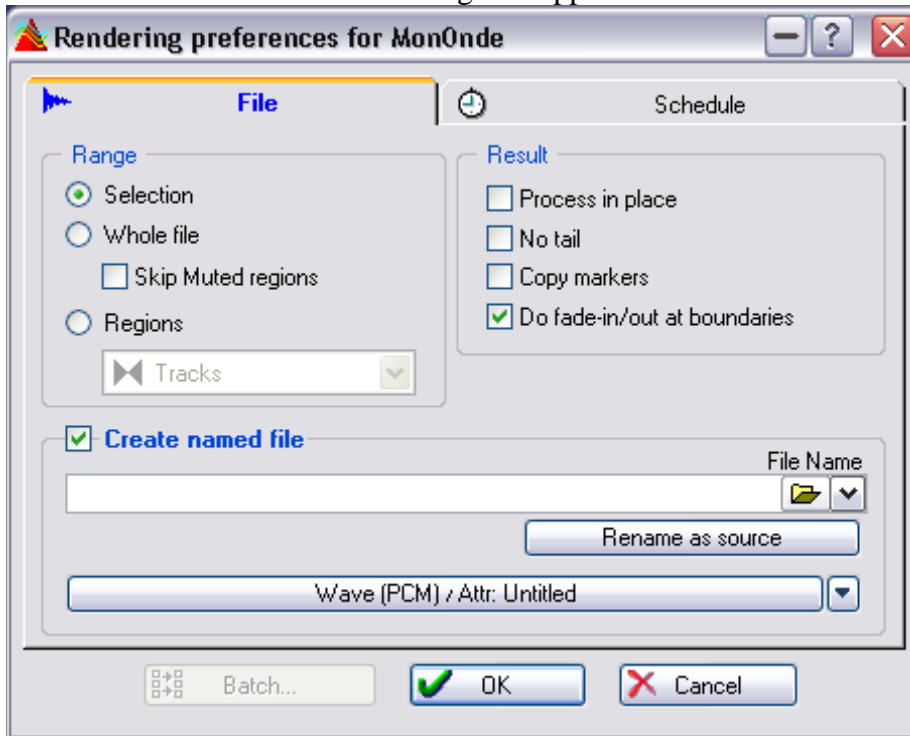 Rendering preferences for MonOnde
File
Schedule
Range
Selection
Whole file
Skip Muted regions
Regions
Tracks
Result
Process in place
No tail
Copy markers
Do fade-in/out at boundaries
Create named file
File Name
Rename as source
Wave (PCM) / Attr: Untitled
Batch...
OK
Cancel